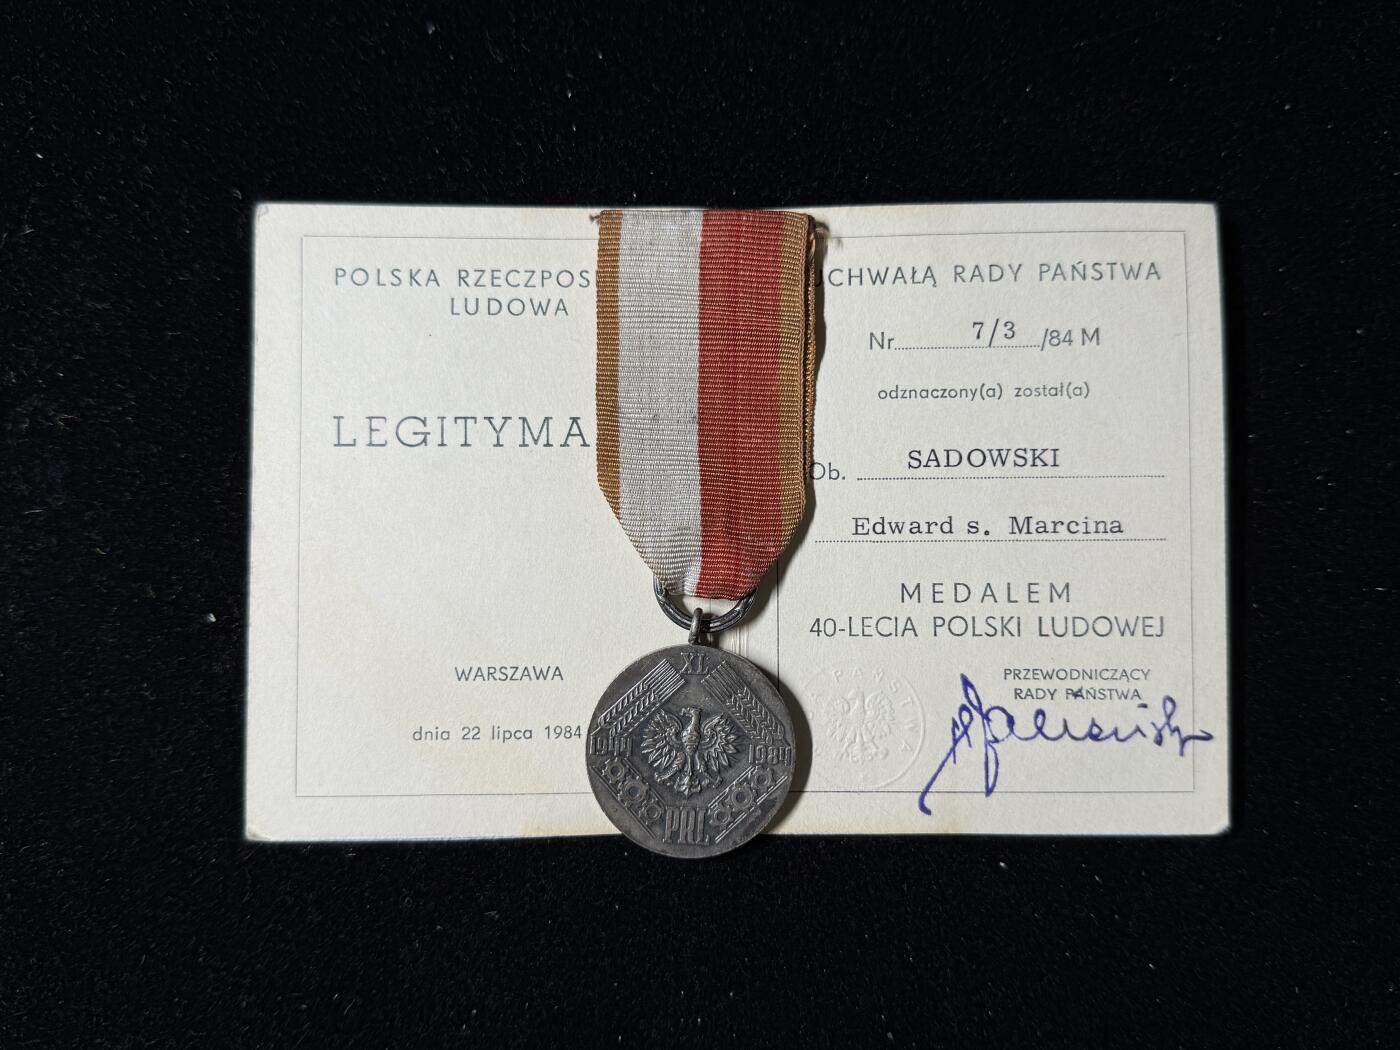 POLSKA RZECZPOS
LUDOWA
LEGITYMA
WARSZAWA
dnia 22 lipca 1984
UCHWAŁĄ RADY PAŃSTWA
Nr 7/3 /84 M
odznaczony(a) został(a)
Ob. SADOWSKI
Edward s. Marcina
MEDALEM
40-LECIA POLSKI LUDOWEJ
PRZEWODNICZĄCY
RADY PAŃSTWA
PAŃSTWA
XL
1944 1984
PRL